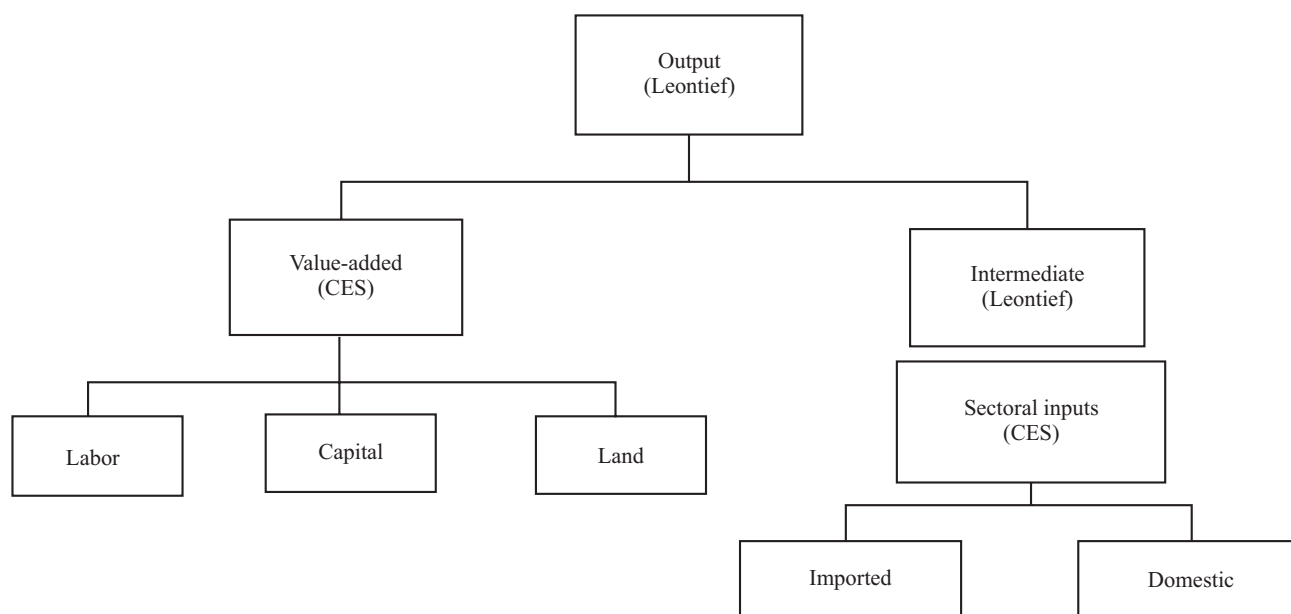 Output
(Leontief)
Value-added
(CES)
Intermediate
(Leontief)
Sectoral inputs
(CES)
Labor
Capital
Land
Imported
Domestic